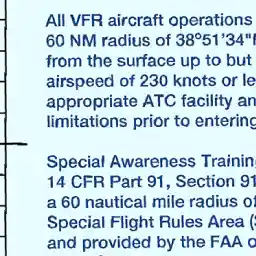 All VFR aircraft operations
60 NM radius of 38°51'34"
from the surface up to but
airspeed of 230 knots or
appropriate ATC facility
limitations prior to entering
Special Awareness Training
14 CFR Part 91, Section 91
a 60 nautical mile radius of
Special Flight Rules Area
and provided by the FAA